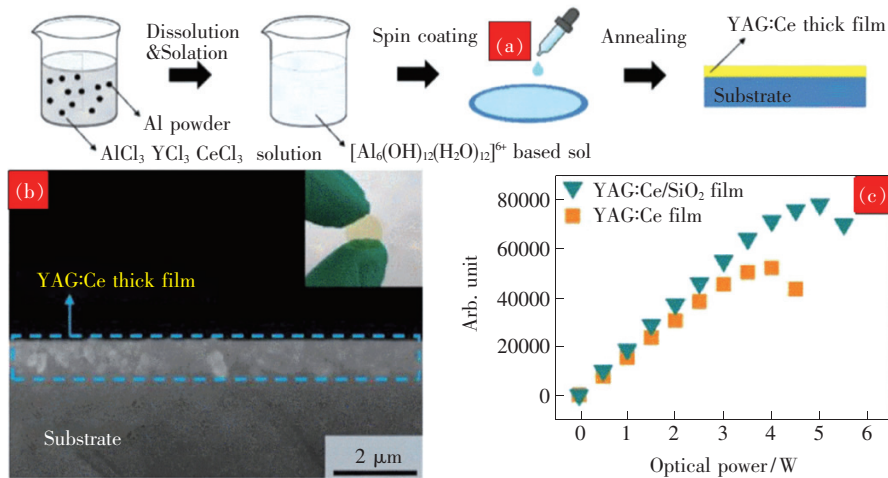 Dissolution
&Solation
Spin coating
(a)
Annealing
YAG:Ce thick film
Substrate
Al powder
AlCl₃ YCl₃ CeCl₃ solution
[Al₆(OH)₁₂(H₂O)₁₂]⁶⁺ based sol
(b)
YAG:Ce thick film
Substrate
2 μm
(c)
YAG:Ce/SiO₂ film
YAG:Ce film
Arb. unit
80000
60000
40000
20000
0
0 1 2 3 4 5 6
Optical power/W